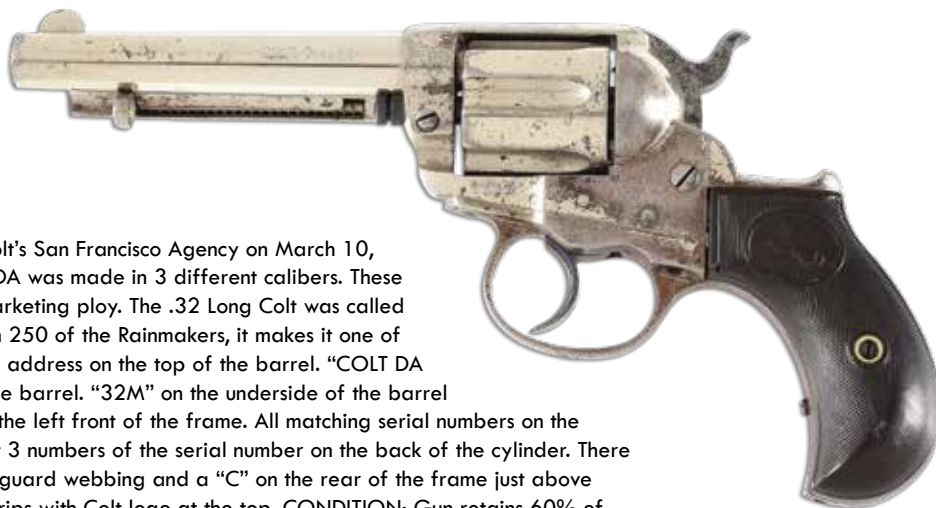 olt's San Francisco Agency on March 10,
DA was made in 3 different calibers. These
arketing ploy. The .32 Long Colt was called
250 of the Rainmakers, it makes it one of
address on the top of the barrel. “COLT DA
e barrel. “32M” on the underside of the barrel
the left front of the frame. All matching serial numbers on the
3 numbers of the serial number on the back of the cylinder. There
guard webbing and a “C” on the rear of the frame just above
rips with Colt logo at the top. CONDITION: Gun retains 60% of